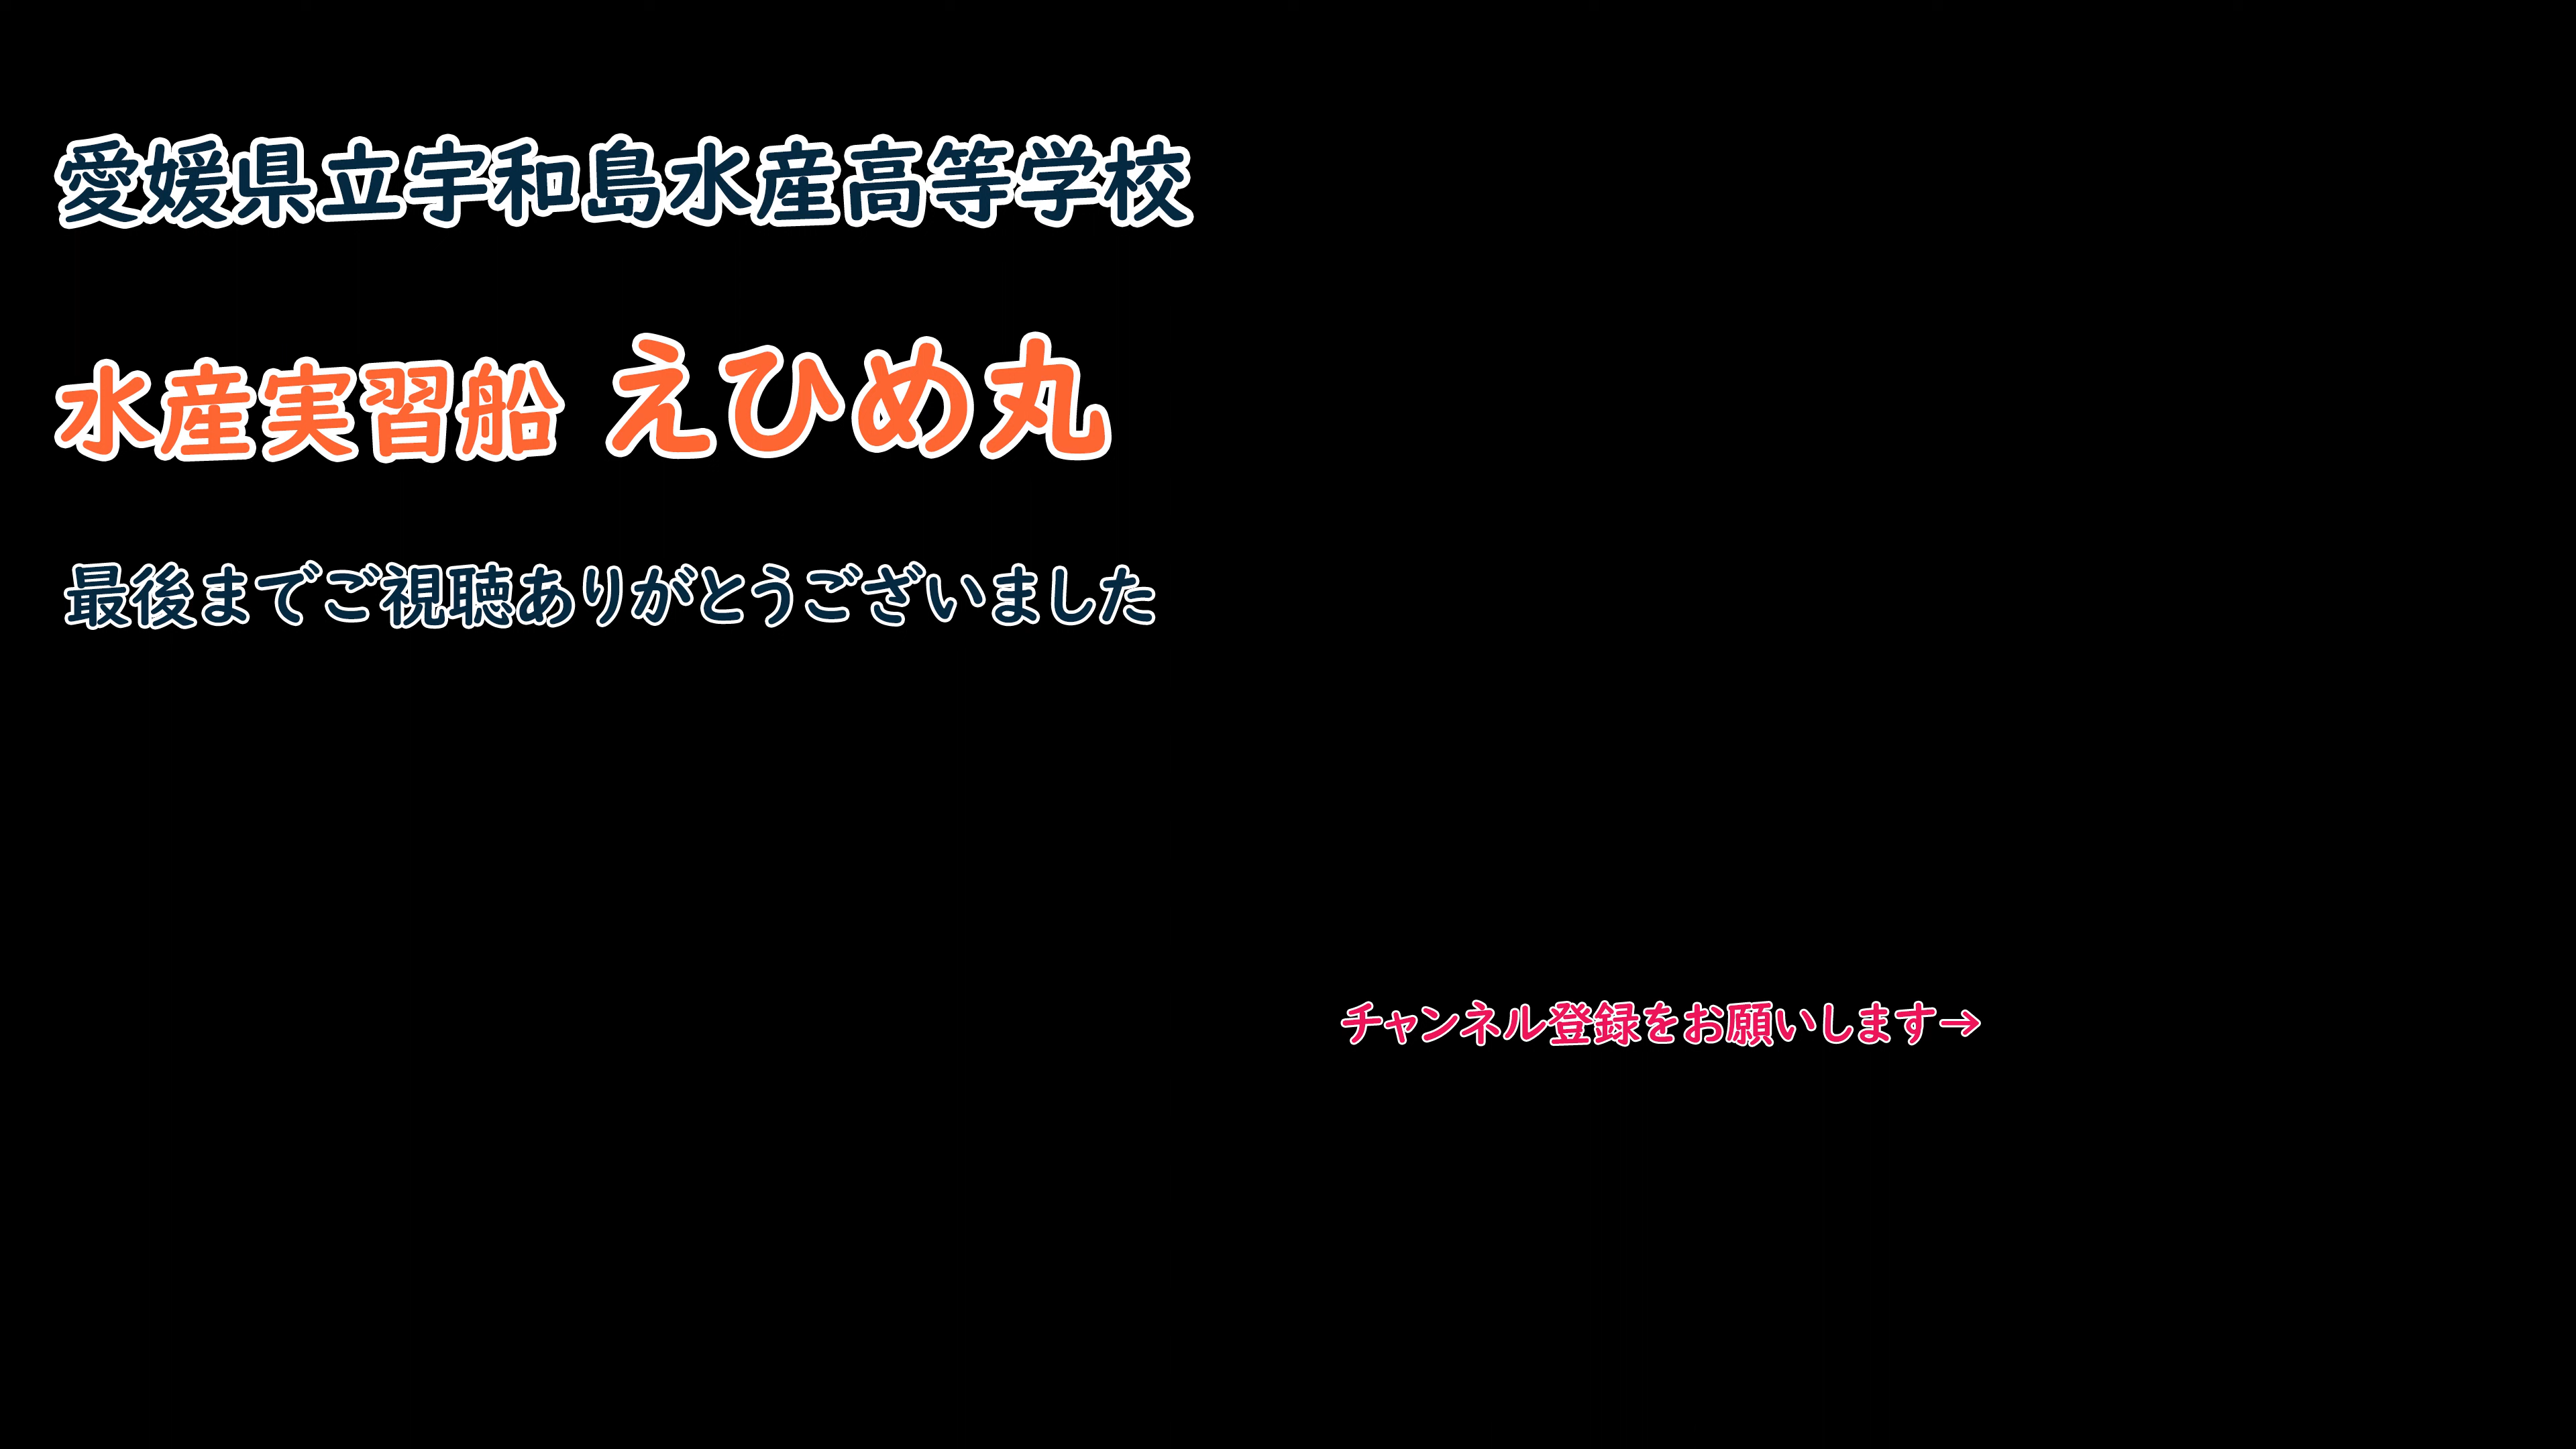 愛媛県立宇和島水産高等学校
水産実習船 えひめ丸
最後までご視聴ありがとうございました
チャンネル登録をお願いします→